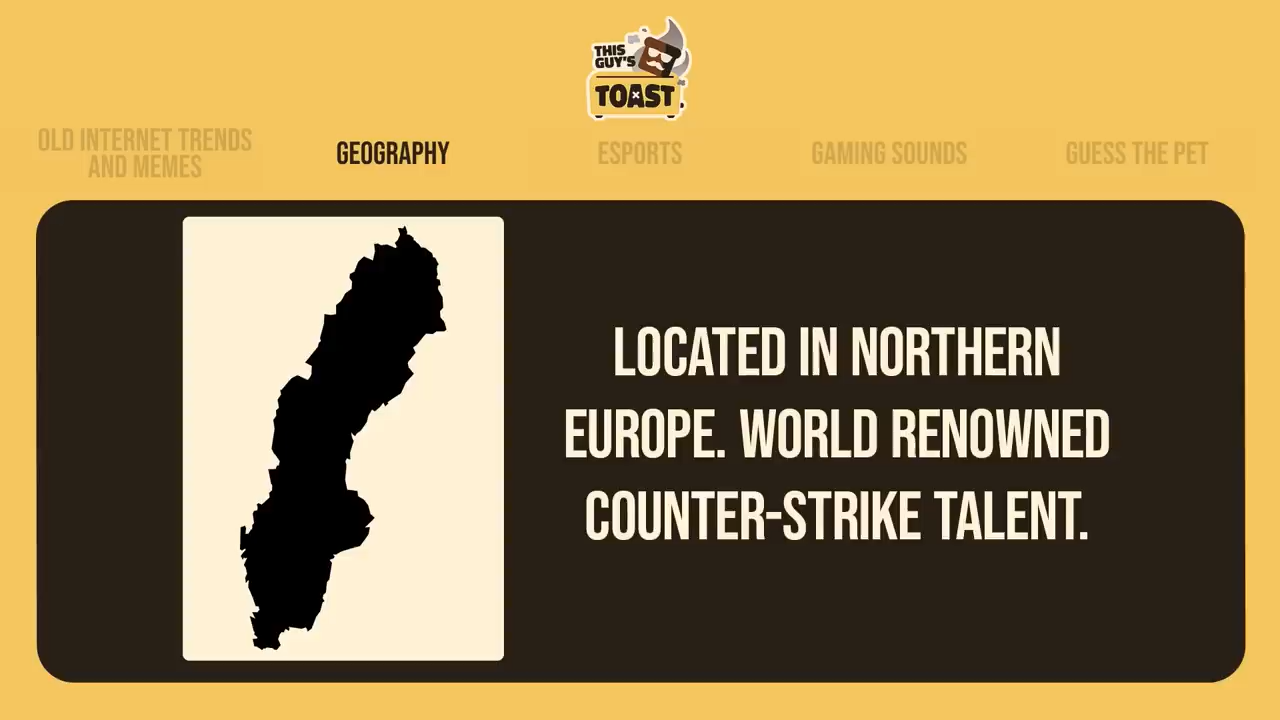 THIS
GUY'S
TOAST
OLD INTERNET TRENDS
AND MEMES
GEOGRAPHY
ESPORTS
GAMING SOUNDS
GUESS THE PET
LOCATED IN NORTHERN
EUROPE. WORLD RENOWNED
COUNTER-STRIKE TALENT.